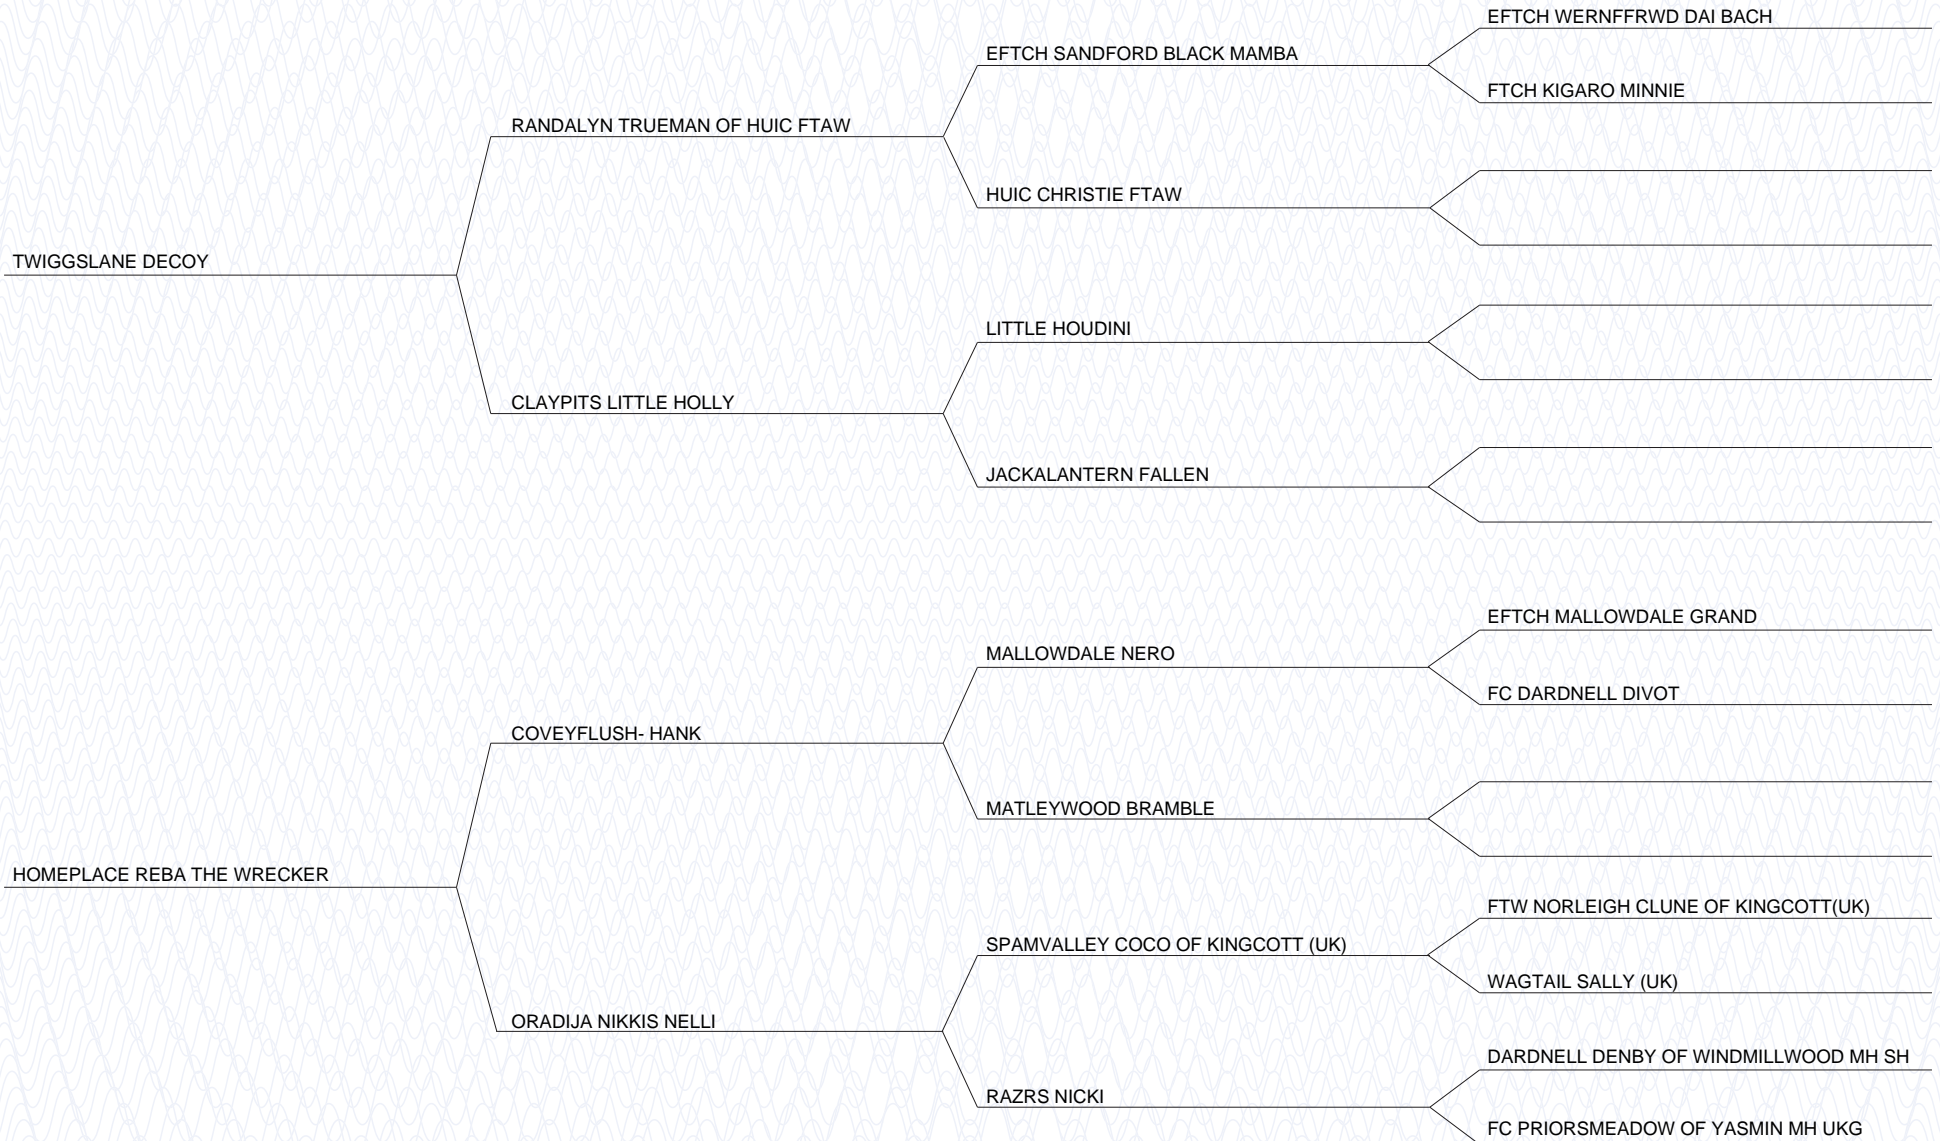 EFTCH WERNFFRWD DAI BACH
EFTCH SANDFORD BLACK MAMBA
FTCH KIGARO MINNIE
RANDALYN TRUEMAN OF HUIC FTAW
HUIC CHRISTIE FTAW
TWIGGSLANE DECOY
LITTLE HOUDINI
CLAYPITS LITTLE HOLLY
JACKALANTERN FALLEN
EFTCH MALLOWDALE GRAND
MALLOWDALE NERO
FC DARDNELL DIVOT
COVEYFLUSH- HANK
MATLEYWOOD BRAMBLE
HOMEPLACE REBA THE WRECKER
FTW NORLEIGH CLUNE OF KINGCOTT(UK)
SPAMVALLEY COCO OF KINGCOTT (UK)
WAGTAIL SALLY (UK)
ORADIJA NIKKIS NELLI
DARDNELL DENBY OF WINDMILLWOOD MH SH
RAZRS NICKI
FC PRIORSMEADOW OF YASMIN MH UKG